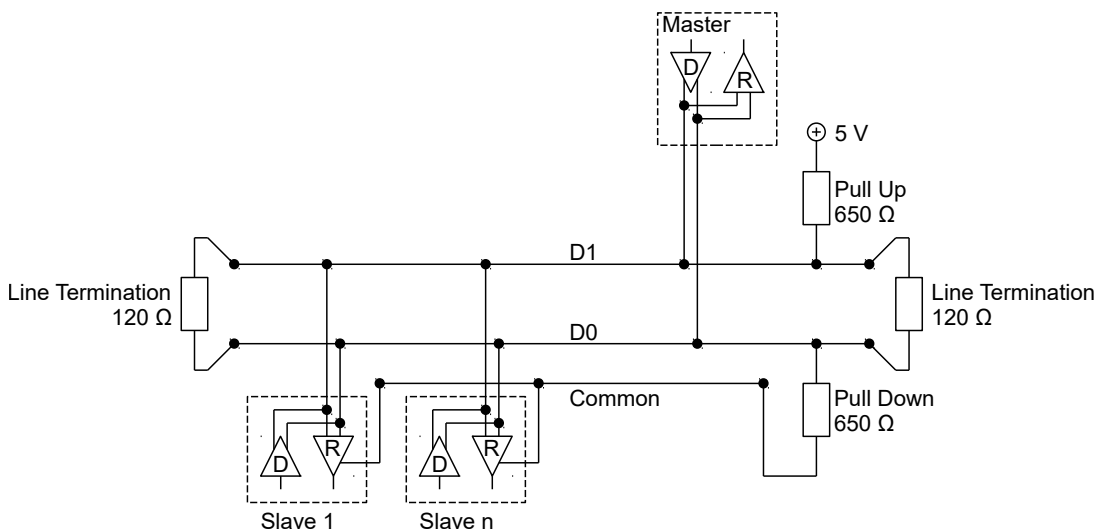 Master
D
R
5 V
Pull Up
650 Ω
D1
Line Termination
120 Ω
Line Termination
120 Ω
D0
Common
Pull Down
650 Ω
D
R
D
R
Slave 1
Slave n